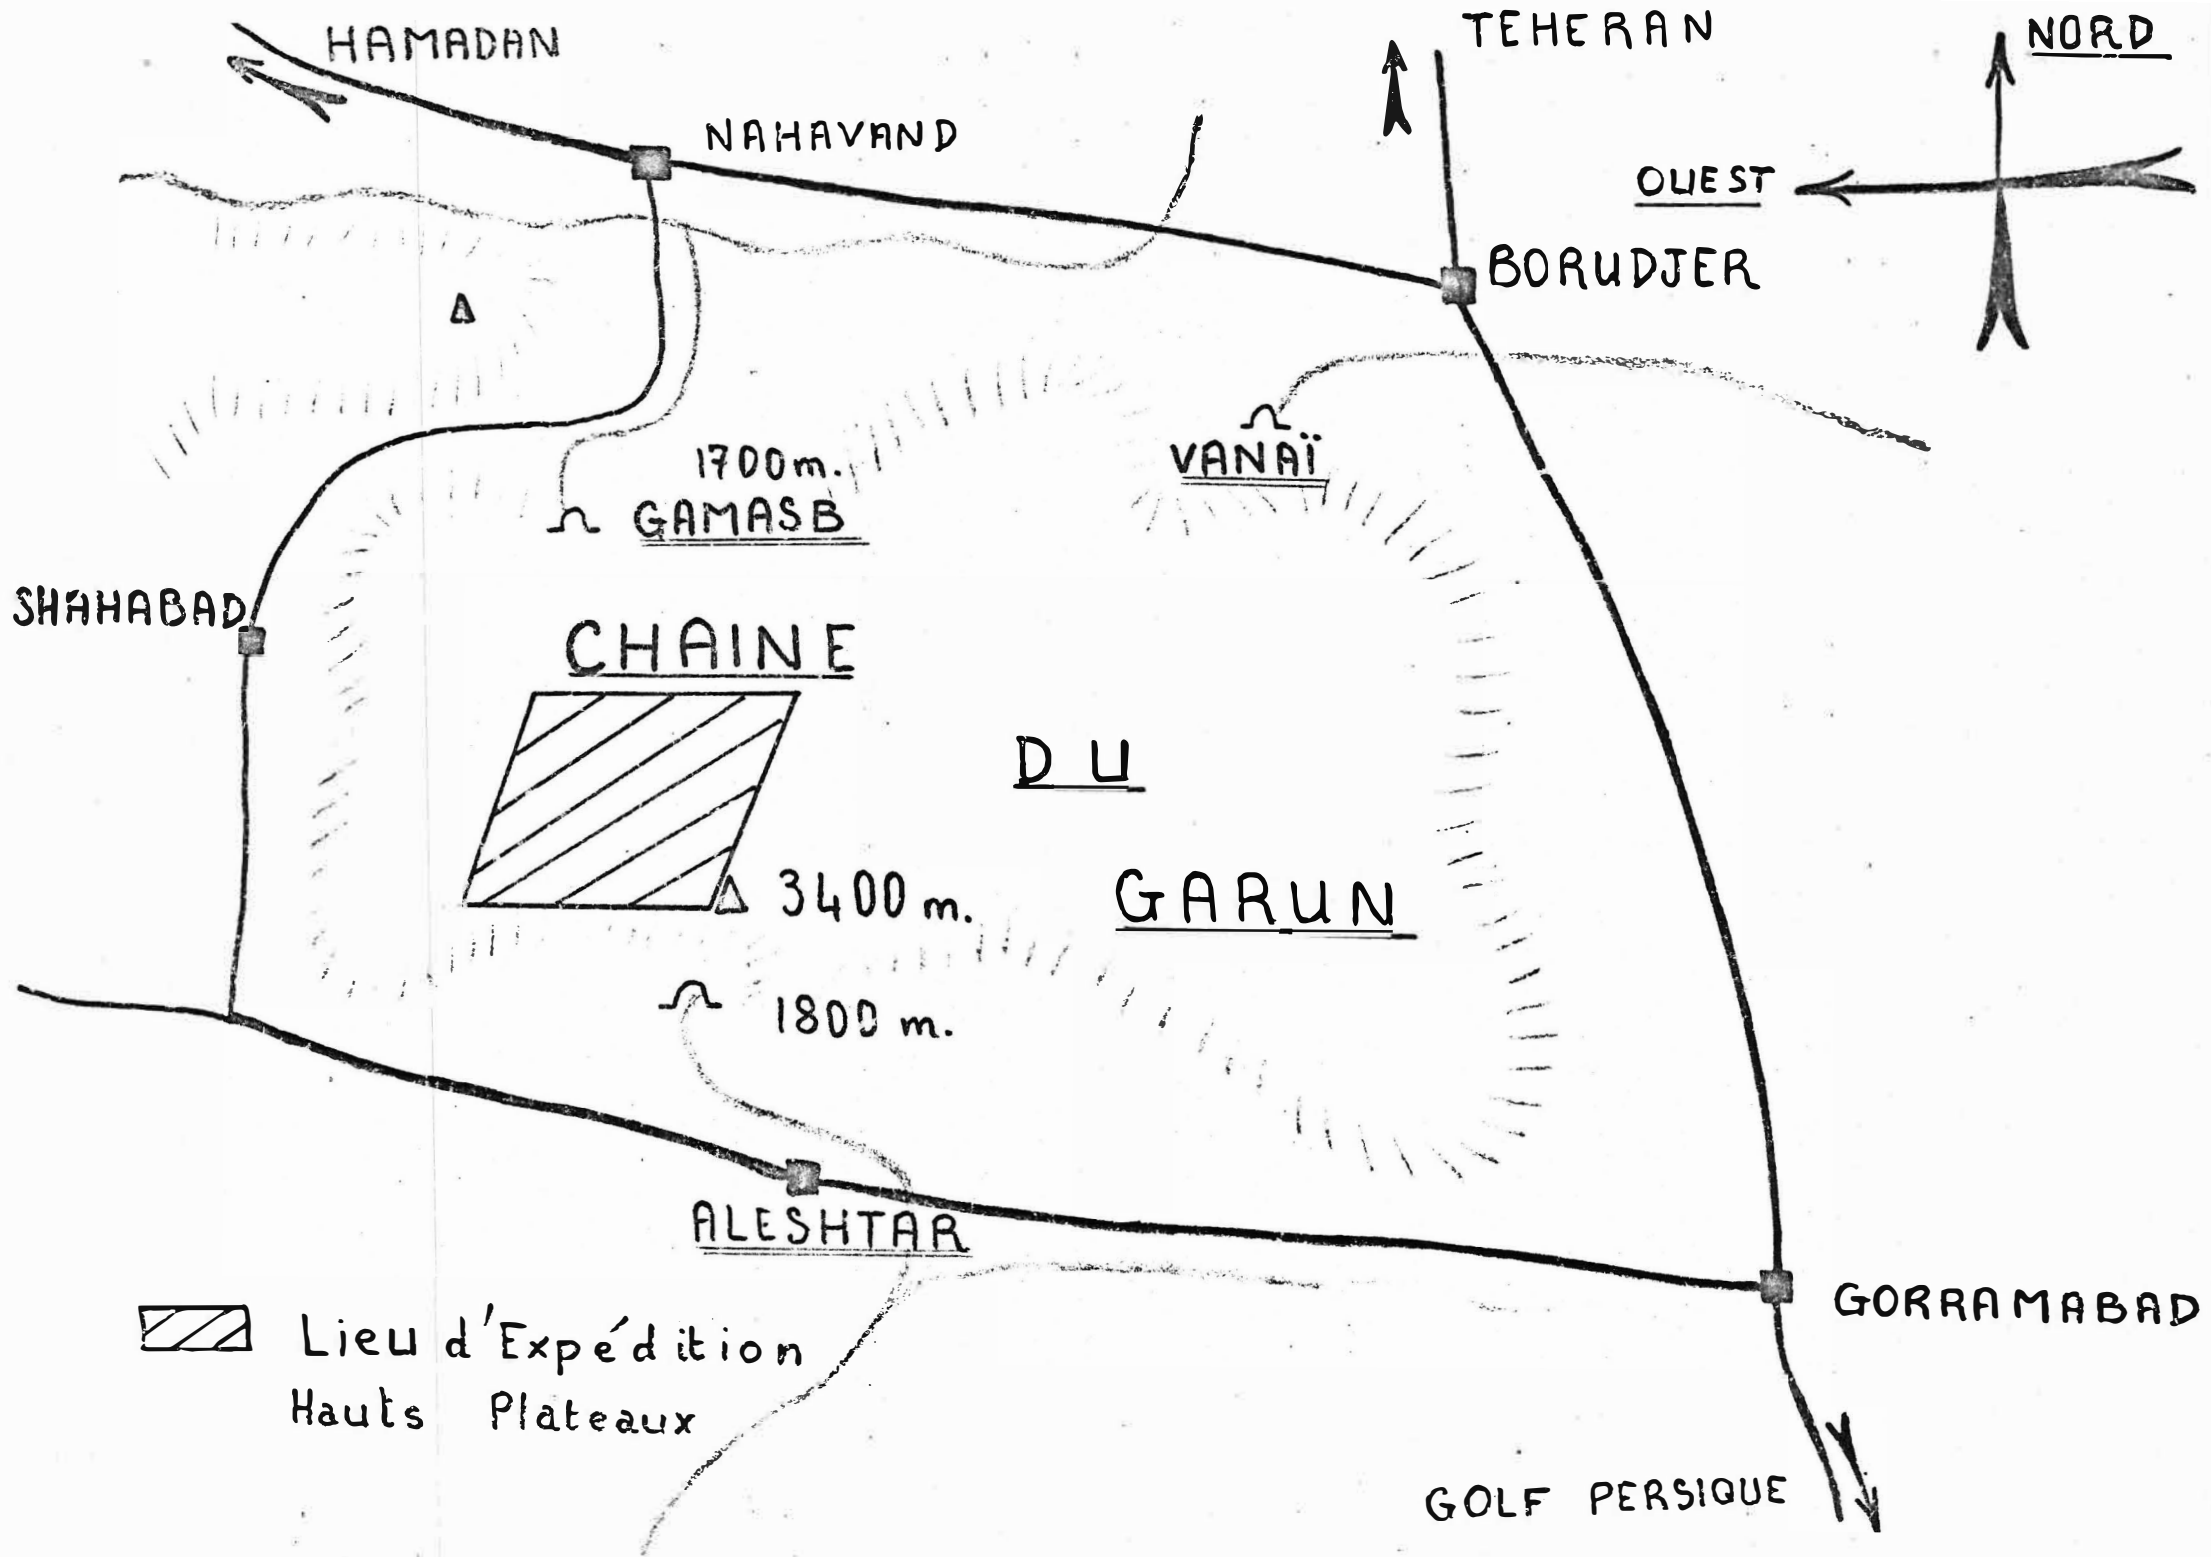 HAMADAN
TEHERAN
NORD
NAHAVAND
OUEST
BORUDJER
1700m.
VANAÏ
GAMASB
SHAHABAD
CHAINE
DU
3400 m.
GARUN
1800 m.
ALESHTAR
GORRAMABAD
Lieu d'Expédition
Hauts Plateaux
GOLF PERSIQUE